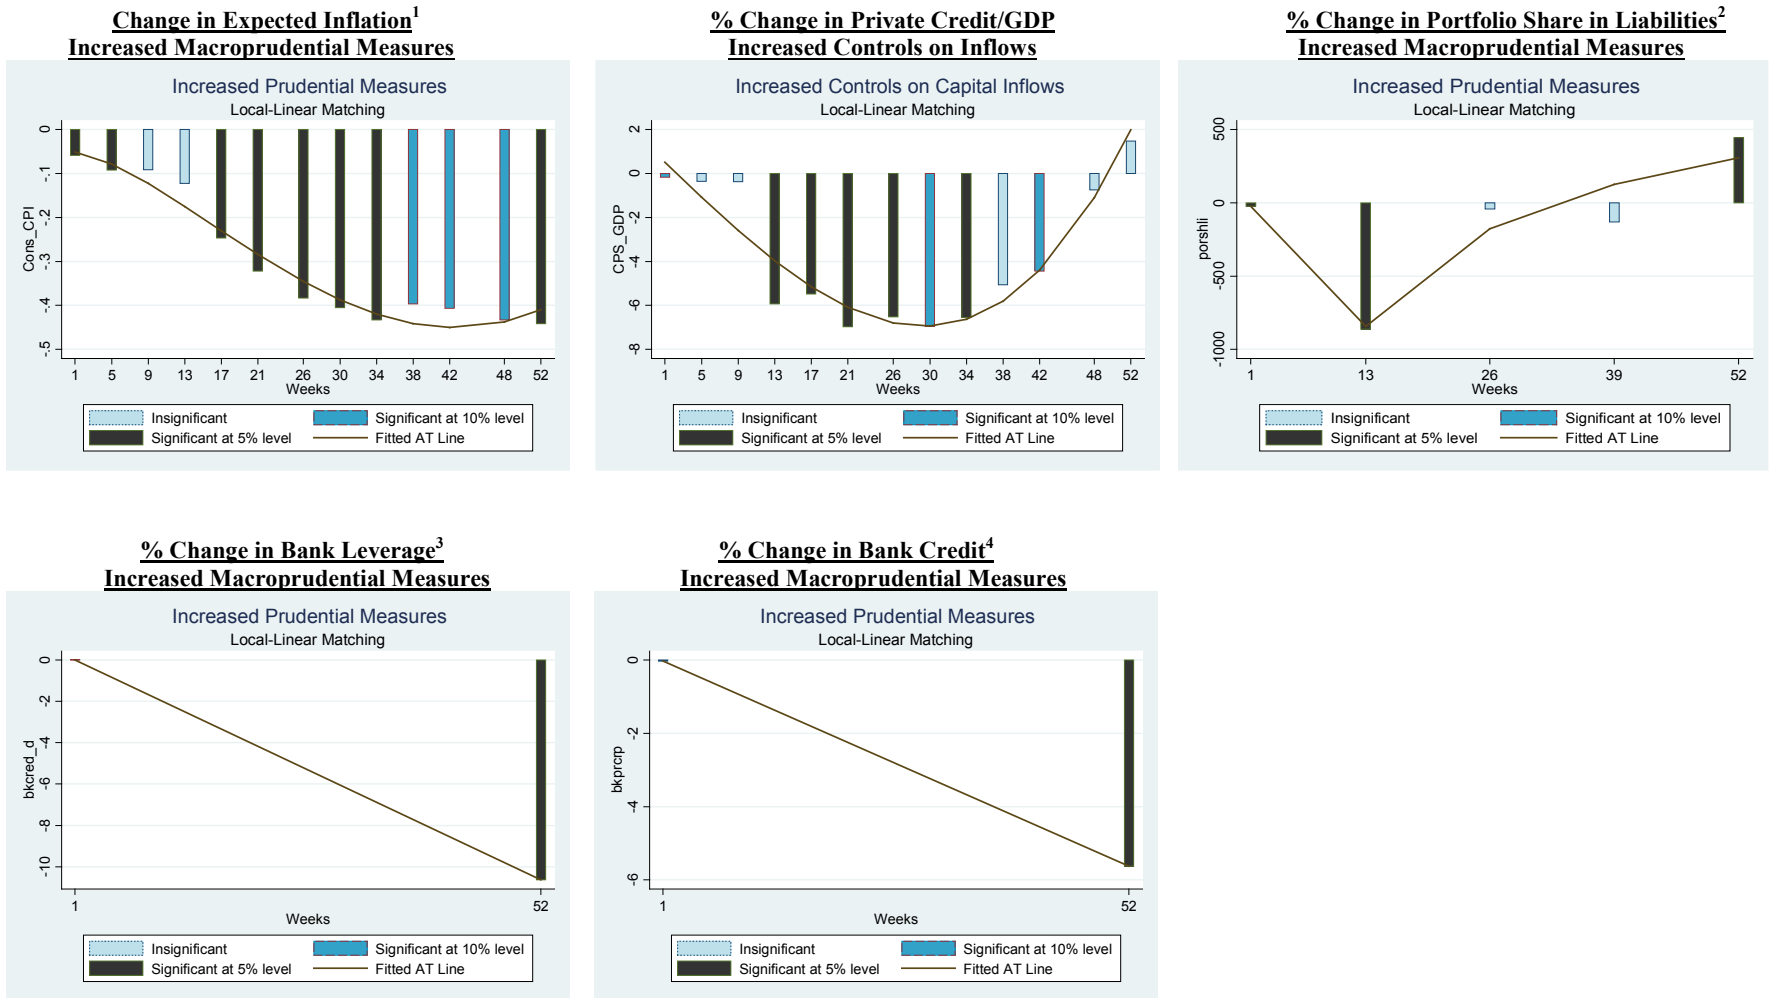 Change in Expected Inflation1
Increased Macroprudential Measures
Increased Prudential Measures
Local-Linear Matching
Cons_CPI
0
-.1
-.2
-.3
-.4
-.5
1 5 9 13 17 21 26 30 34 38 42 48 52
Weeks
Insignificant
Significant at 10% level
Significant at 5% level
Fitted AT Line
% Change in Private Credit/GDP
Increased Controls on Inflows
Increased Controls on Capital Inflows
Local-Linear Matching
CPS_GDP
2
0
-2
-4
-6
-8
1 5 9 13 17 21 26 30 34 38 42 48 52
Weeks
Insignificant
Significant at 10% level
Significant at 5% level
Fitted AT Line
% Change in Portfolio Share in Liabilities2
Increased Macroprudential Measures
Increased Prudential Measures
Local-Linear Matching
porshli
500
0
-500
-1000
1 13 26 39 52
Weeks
Insignificant
Significant at 10% level
Significant at 5% level
Fitted AT Line
% Change in Bank Leverage3
Increased Macroprudential Measures
Increased Prudential Measures
Local-Linear Matching
bkcred_d
0
-2
-4
-6
-8
-10
1 52
Weeks
Insignificant
Significant at 10% level
Significant at 5% level
Fitted AT Line
% Change in Bank Credit4
Increased Macroprudential Measures
Increased Prudential Measures
Local-Linear Matching
bkprcrp
0
-2
-4
-6
1 52
Weeks
Insignificant
Significant at 10% level
Significant at 5% level
Fitted AT Line